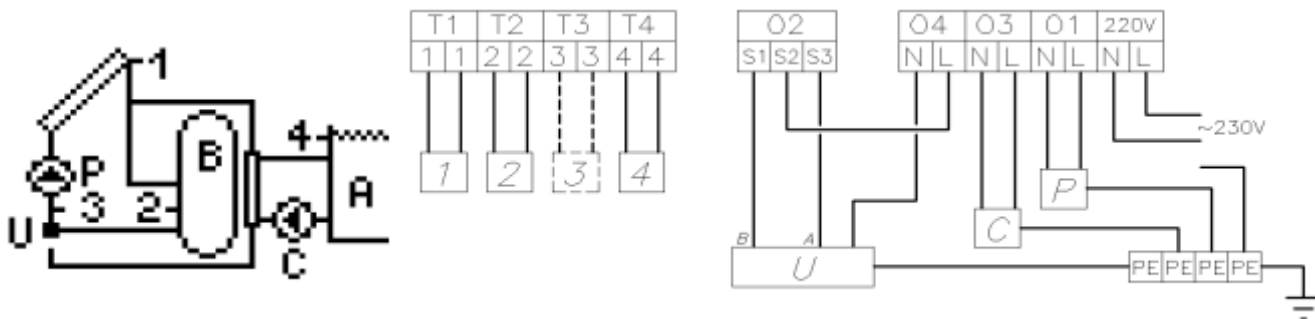 1
B
4
P
3
2
A
U
C
T1 T2 T3 T4
1 1 2 2 3 3 4 4
1 2 3 4
O2
S1 S2 S3
O4 O3 O1 220V
N L N L N L N L
~230V
P
C
B A
U
PE PE PE PE